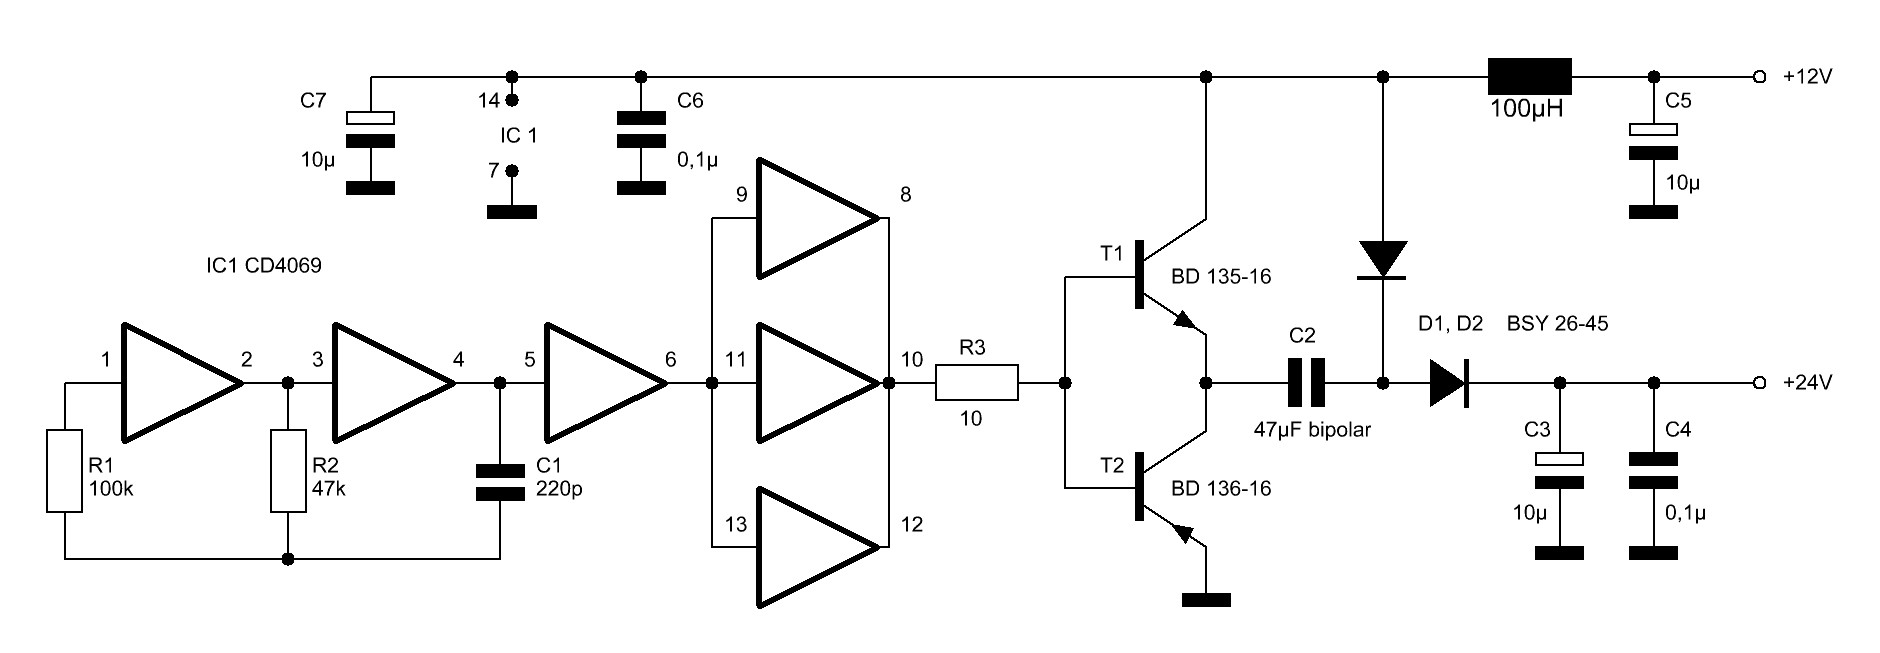 +12V
C7
14
C6
C5
100µH
IC 1
10µ
7
0,1µ
10µ
9
8
T1
BD 135-16
IC1 CD4069
D1, D2
BSY 26-45
C2
1
2
3
4
5
6
11
10
R3
+24V
10
47µF bipolar
C3
C4
R1
100k
R2
47k
C1
220p
T2
BD 136-16
10µ
0,1µ
13
12